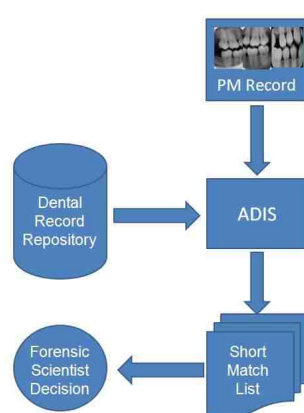 PM Record
Dental
Record
Repository
ADIS
Forensic
Scientist
Decision
Short
Match
List